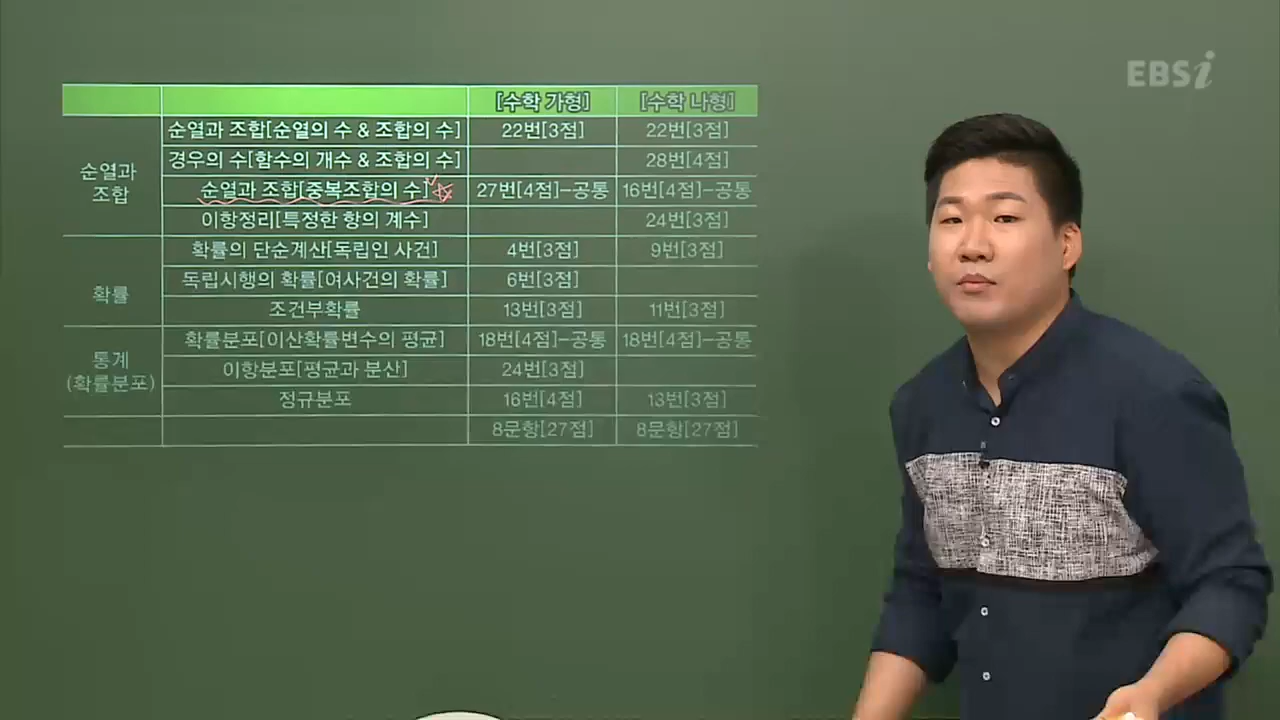 EBSi
[수학 가형] [수학 나형]
순열과 조합
순열과 조합[순열의 수 & 조합의 수] 22번[3점] 22번[3점]
경우의 수[함수의 개수 & 조합의 수] 28번[4점]
순열과 조합[중복조합의 수] 27번[4점]-공통 16번[4점]-공통
이항정리[특정한 항의 계수] 24번[3점]
확률
확률의 단순계산[독립인 사건] 4번[3점] 9번[3점]
독립시행의 확률[여사건의 확률] 6번[3점]
조건부확률 13번[3점] 11번[3점]
통계
(확률분포)
확률분포[이산확률변수의 평균] 18번[4점]-공통 18번[4점]-공통
이항분포[평균과 분산] 24번[3점]
정규분포 16번[4점] 13번[3점]
8문항[27점] 8문항[27점]